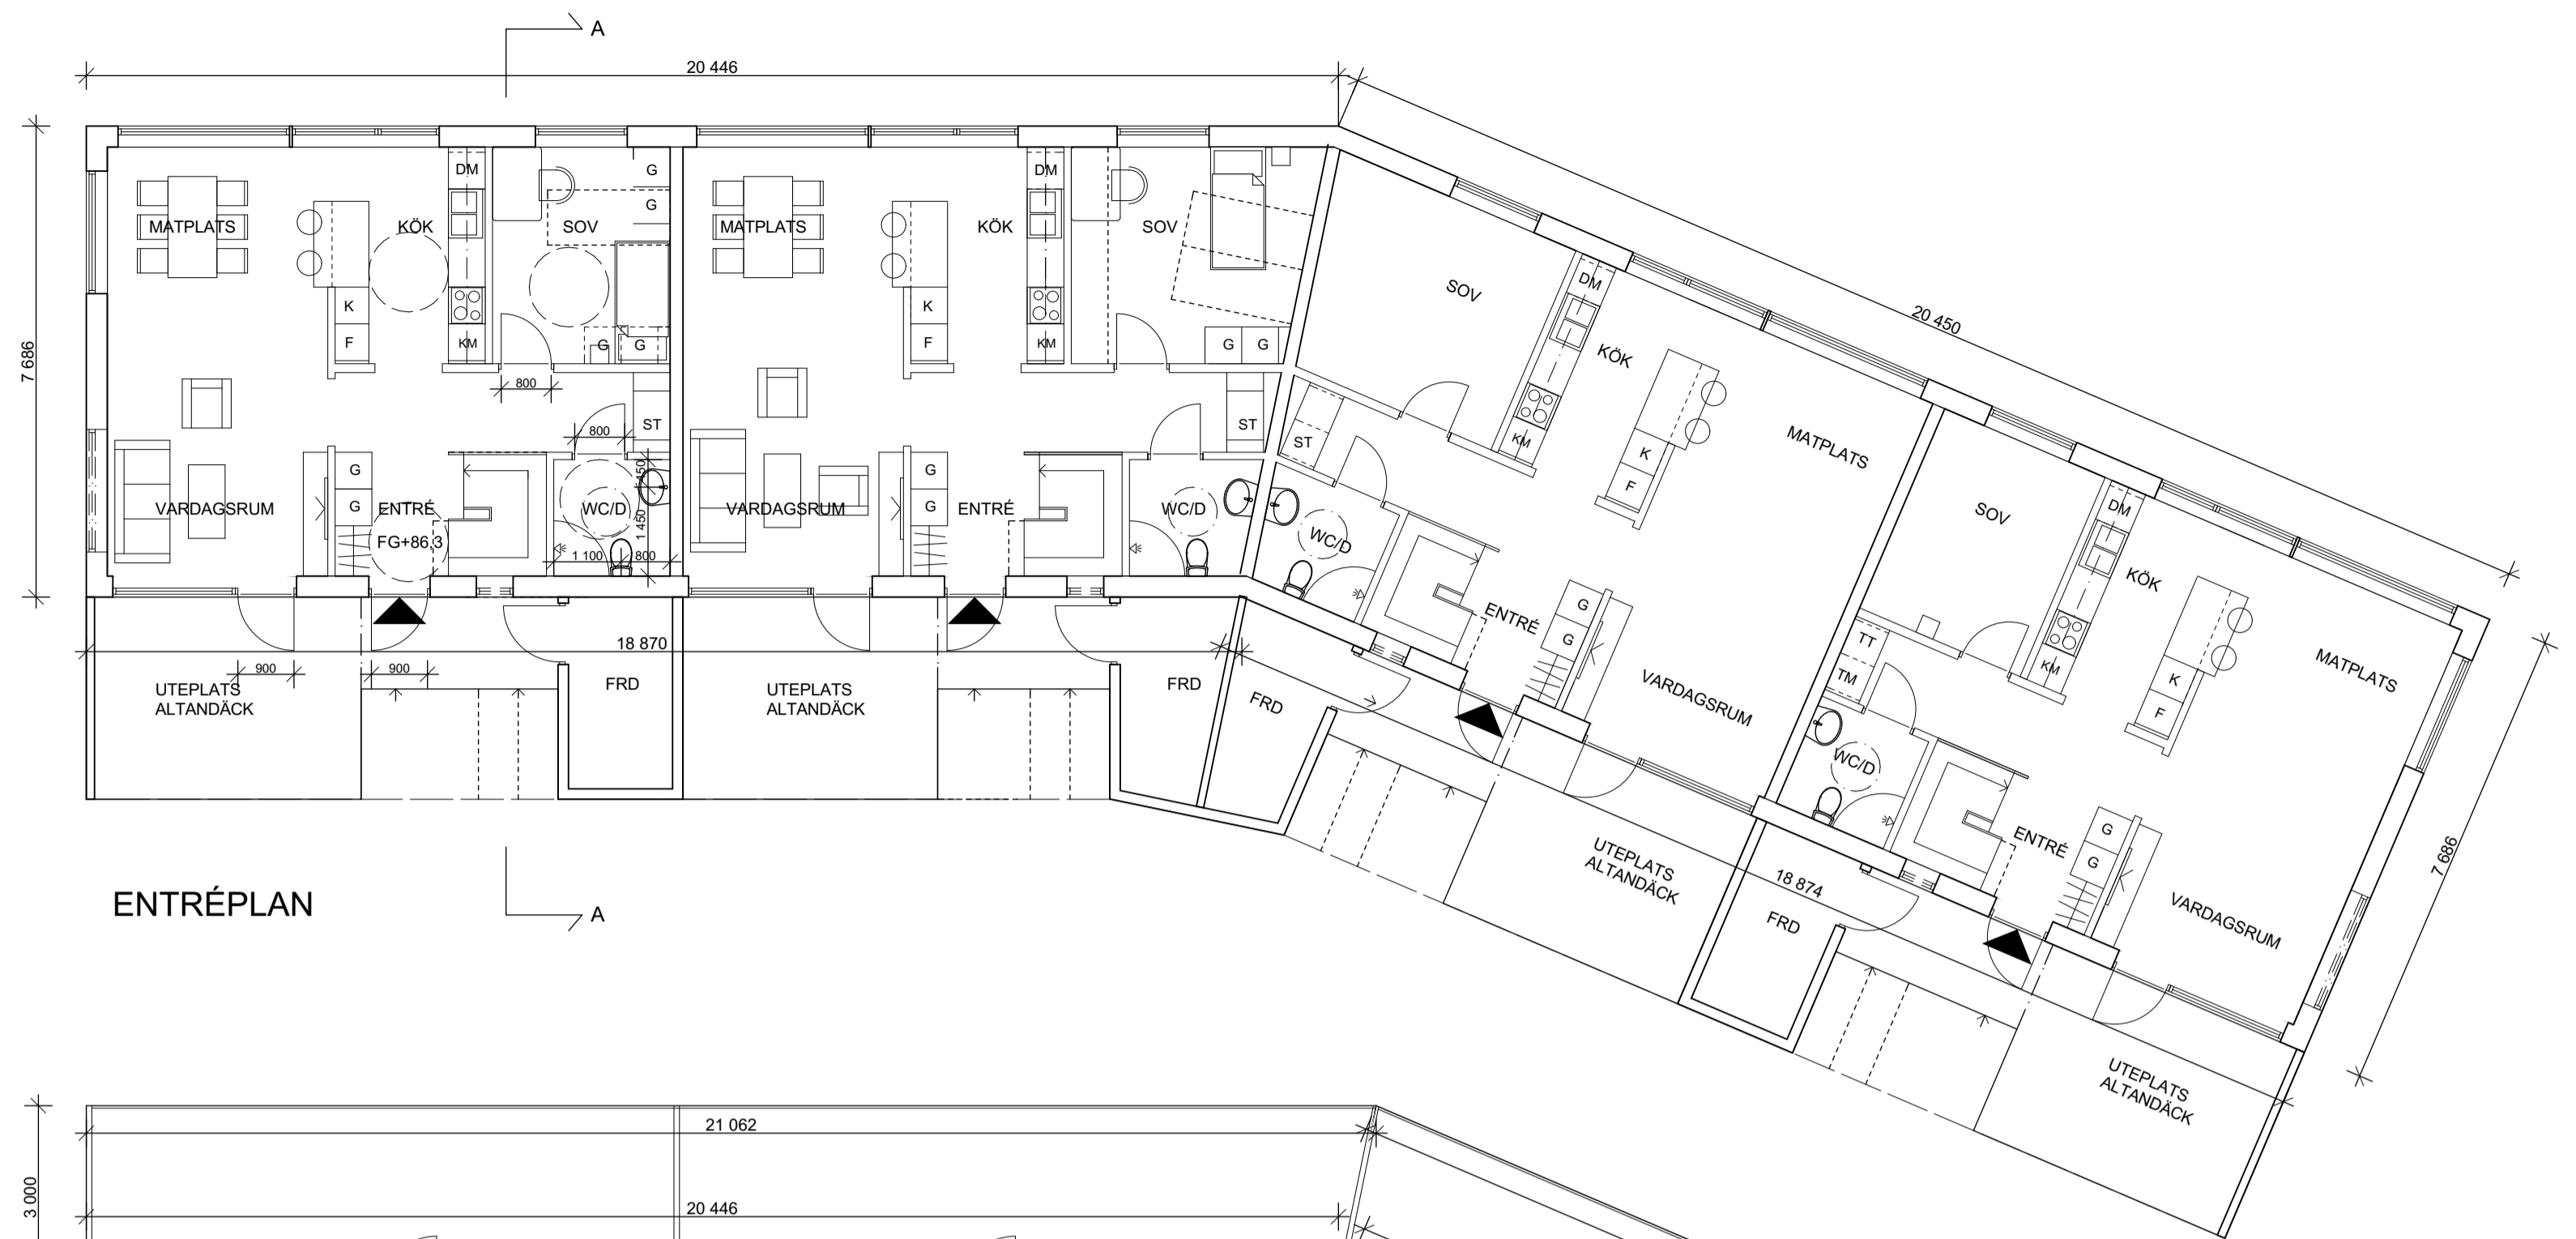 A
20 446
7 686
MATPLATS
KÖK
DM
SOV
G
G
K
F
KM
G
G
800
ST
800
VARDAGSRUM
G
G
ENTRÉ
FG+86,3
WC/D
450
1 450
1 100
800
MATPLATS
KÖK
DM
SOV
K
F
KM
G
G
ST
VARDAGSRUM
G
G
ENTRÉ
WC/D
18 870
900
900
UTEPLATS
ALTANDÄCK
FRD
UTEPLATS
ALTANDÄCK
FRD
20 450
SOV
DM
KÖK
KM
K
F
MATPLATS
ST
WC/D
ENTRÉ
G
G
VARDAGSRUM
FRD
UTEPLATS
ALTANDÄCK
SOV
DM
KÖK
KM
K
F
MATPLATS
TT
TM
WC/D
ENTRÉ
G
G
VARDAGSRUM
FRD
18 874
UTEPLATS
ALTANDÄCK
7 686
ENTRÉPLAN
A
21 062
3 000
20 446